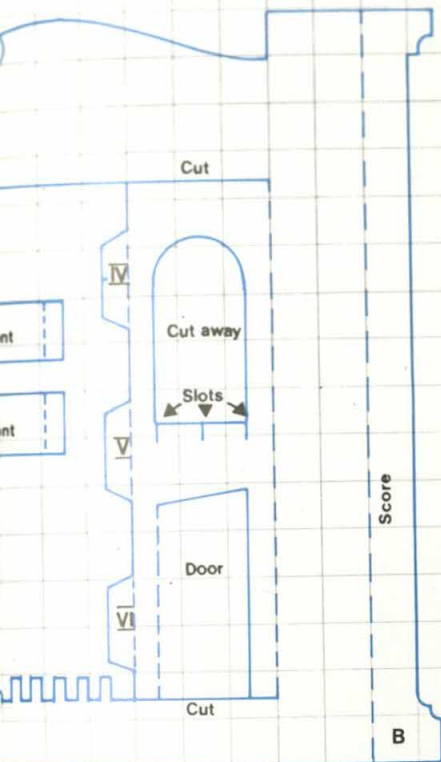 Cut
IV
Cut away
nt
Slots
nt
V
Score
Door
VI
Cut
B